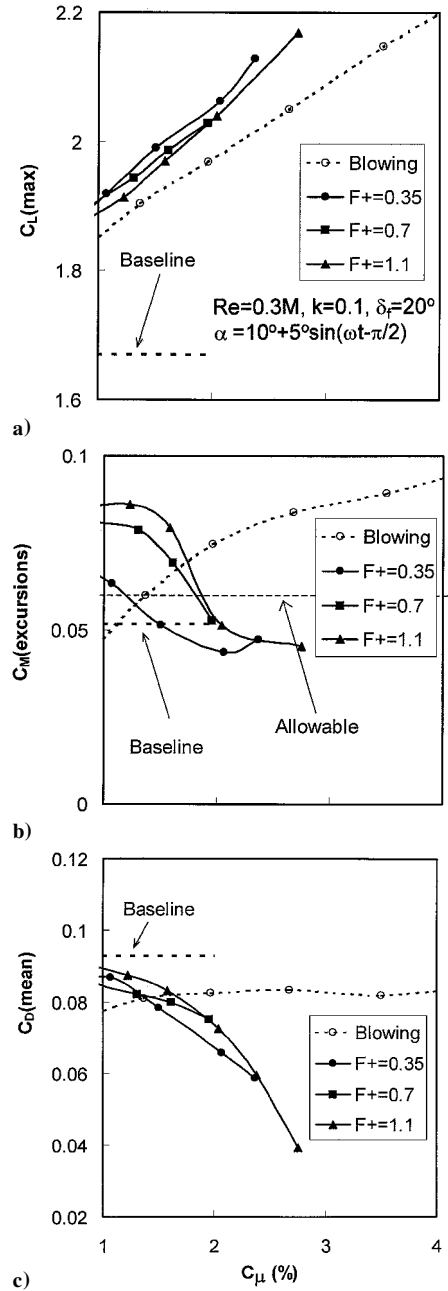 2.2
2
1.8
1.6
C_L(max)
Blowing
F+=0.35
F+=0.7
F+=1.1
Baseline
Re=0.3M, k=0.1, δ_f=20°
α =10°+5°sin(ωt-π/2)
a)
0.1
0.05
0
C_M(excursions)
Blowing
F+=0.35
F+=0.7
F+=1.1
Baseline
Allowable
b)
0.12
0.1
0.08
0.06
0.04
0.02
C_D(mean)
Baseline
Blowing
F+=0.35
F+=0.7
F+=1.1
1 2 3 4
C_μ (%)
c)